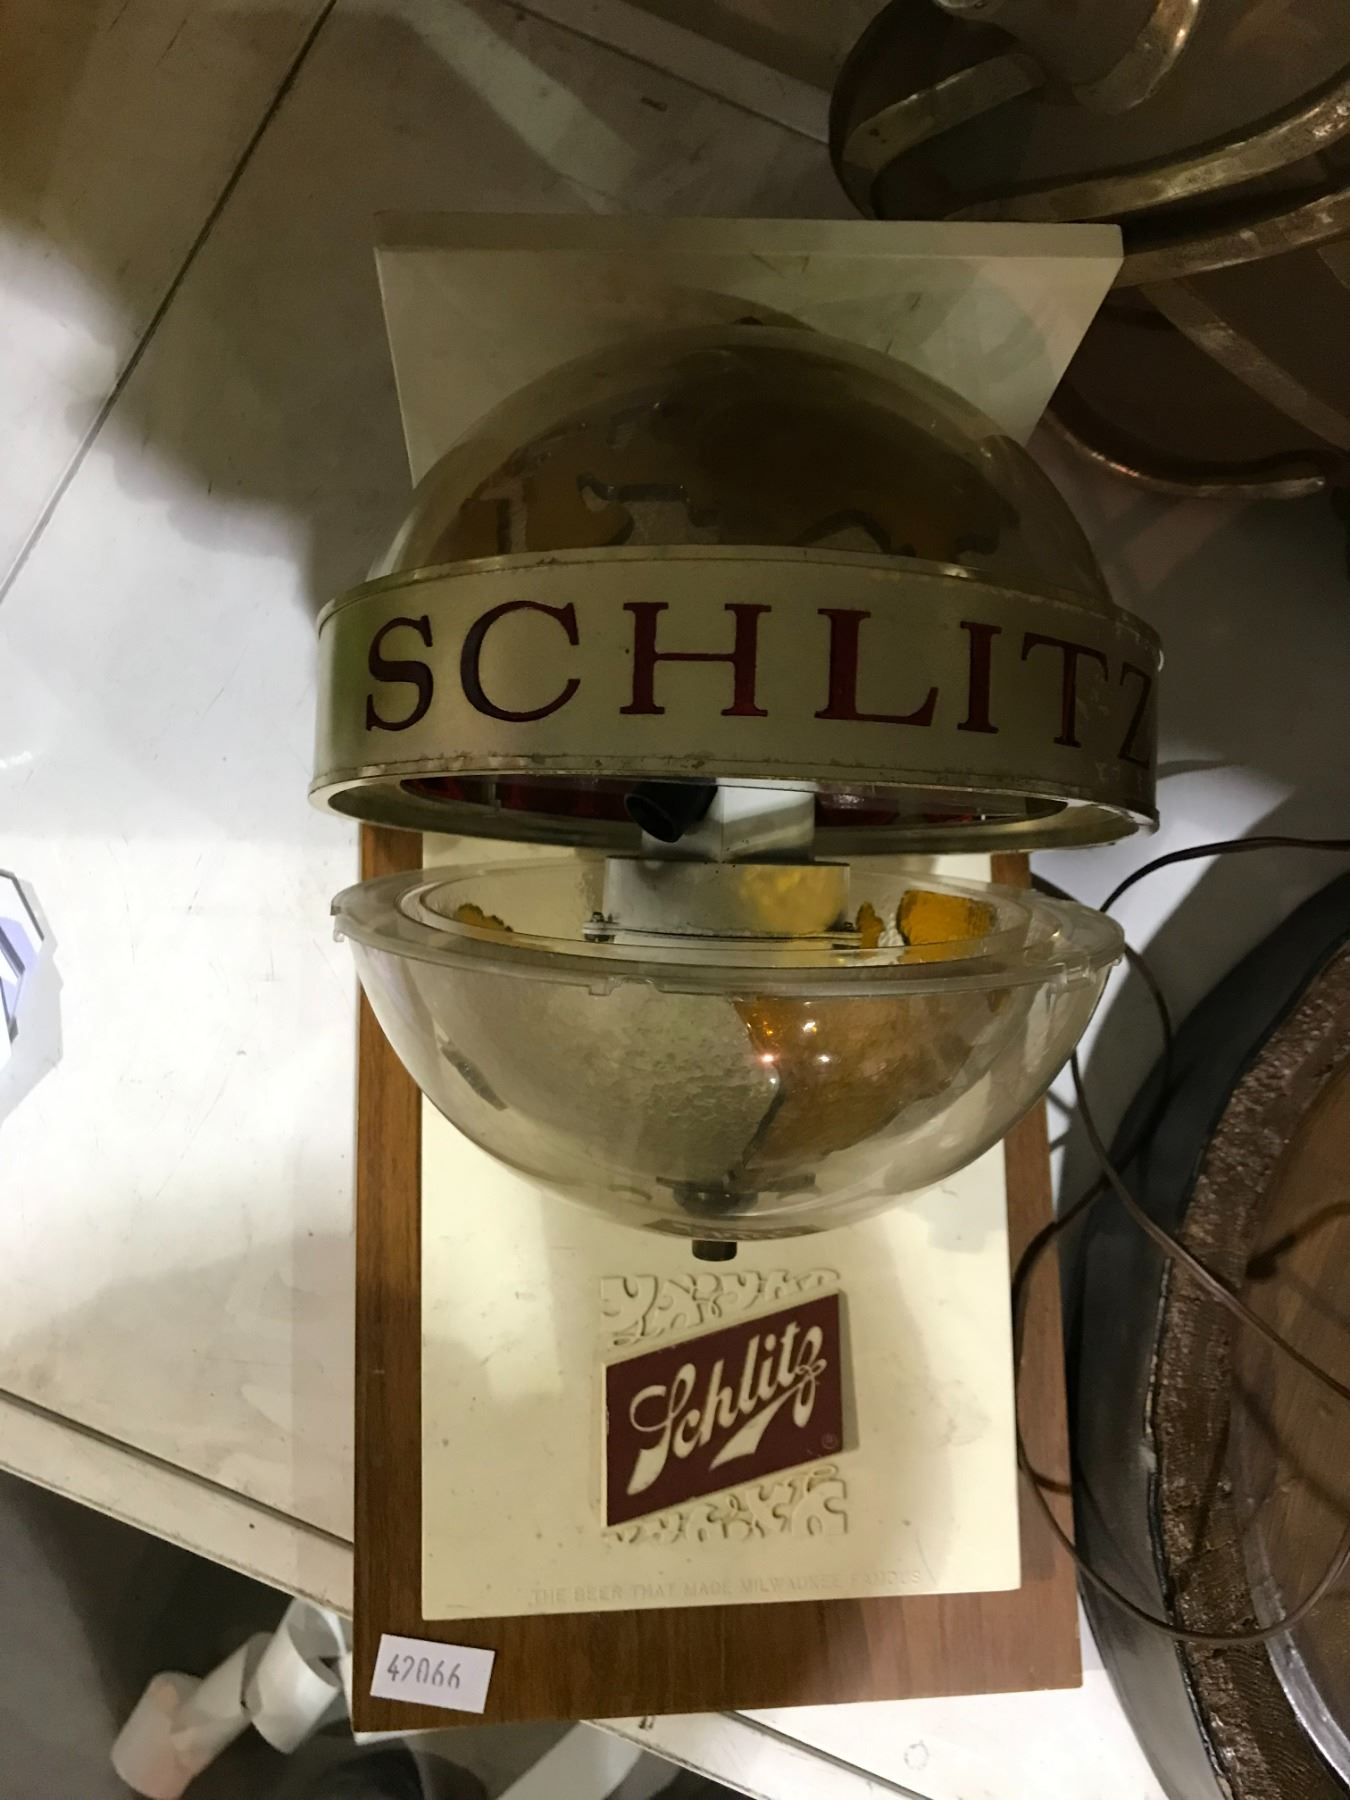 SCHLITZ
Schlitz
THE BEER THAT MADE MILWAUKEE FAMOUS
42066